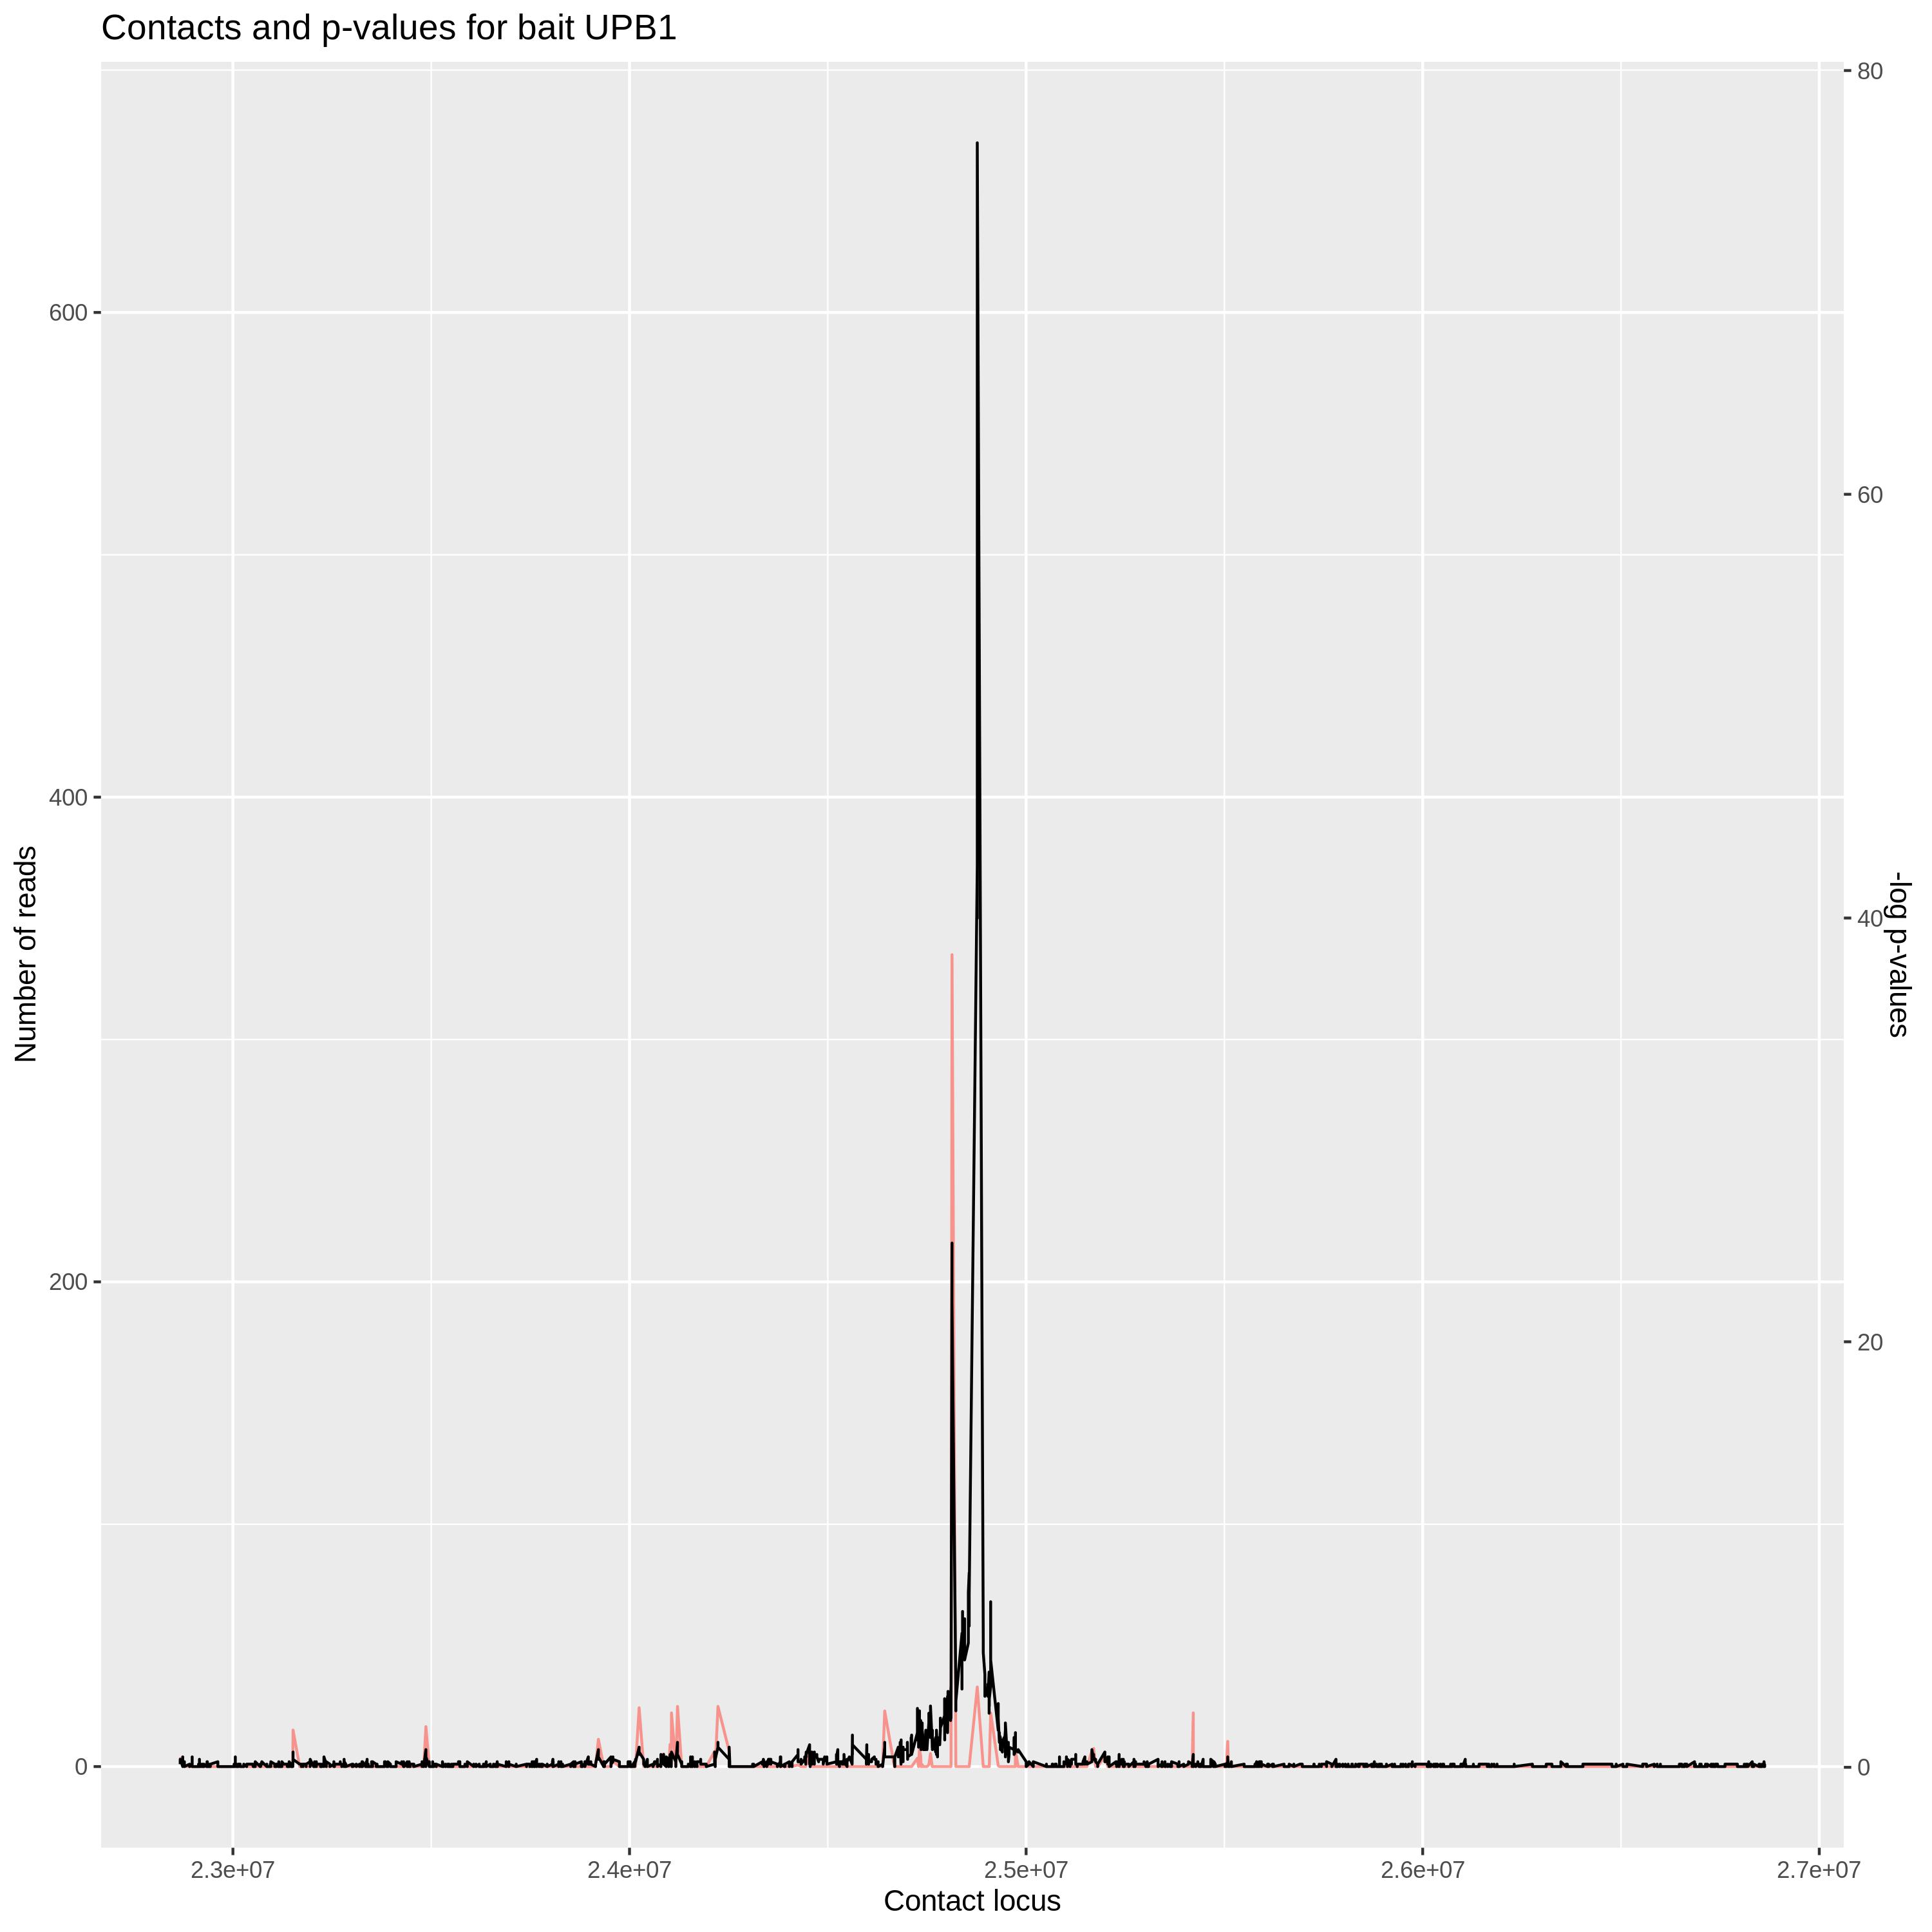 Contacts and p-values for bait UPB1
Number of reads
600
400
200
0
80
60
40
20
0
-log p-values
2.3e+07 2.4e+07 2.5e+07 2.6e+07 2.7e+07
Contact locus